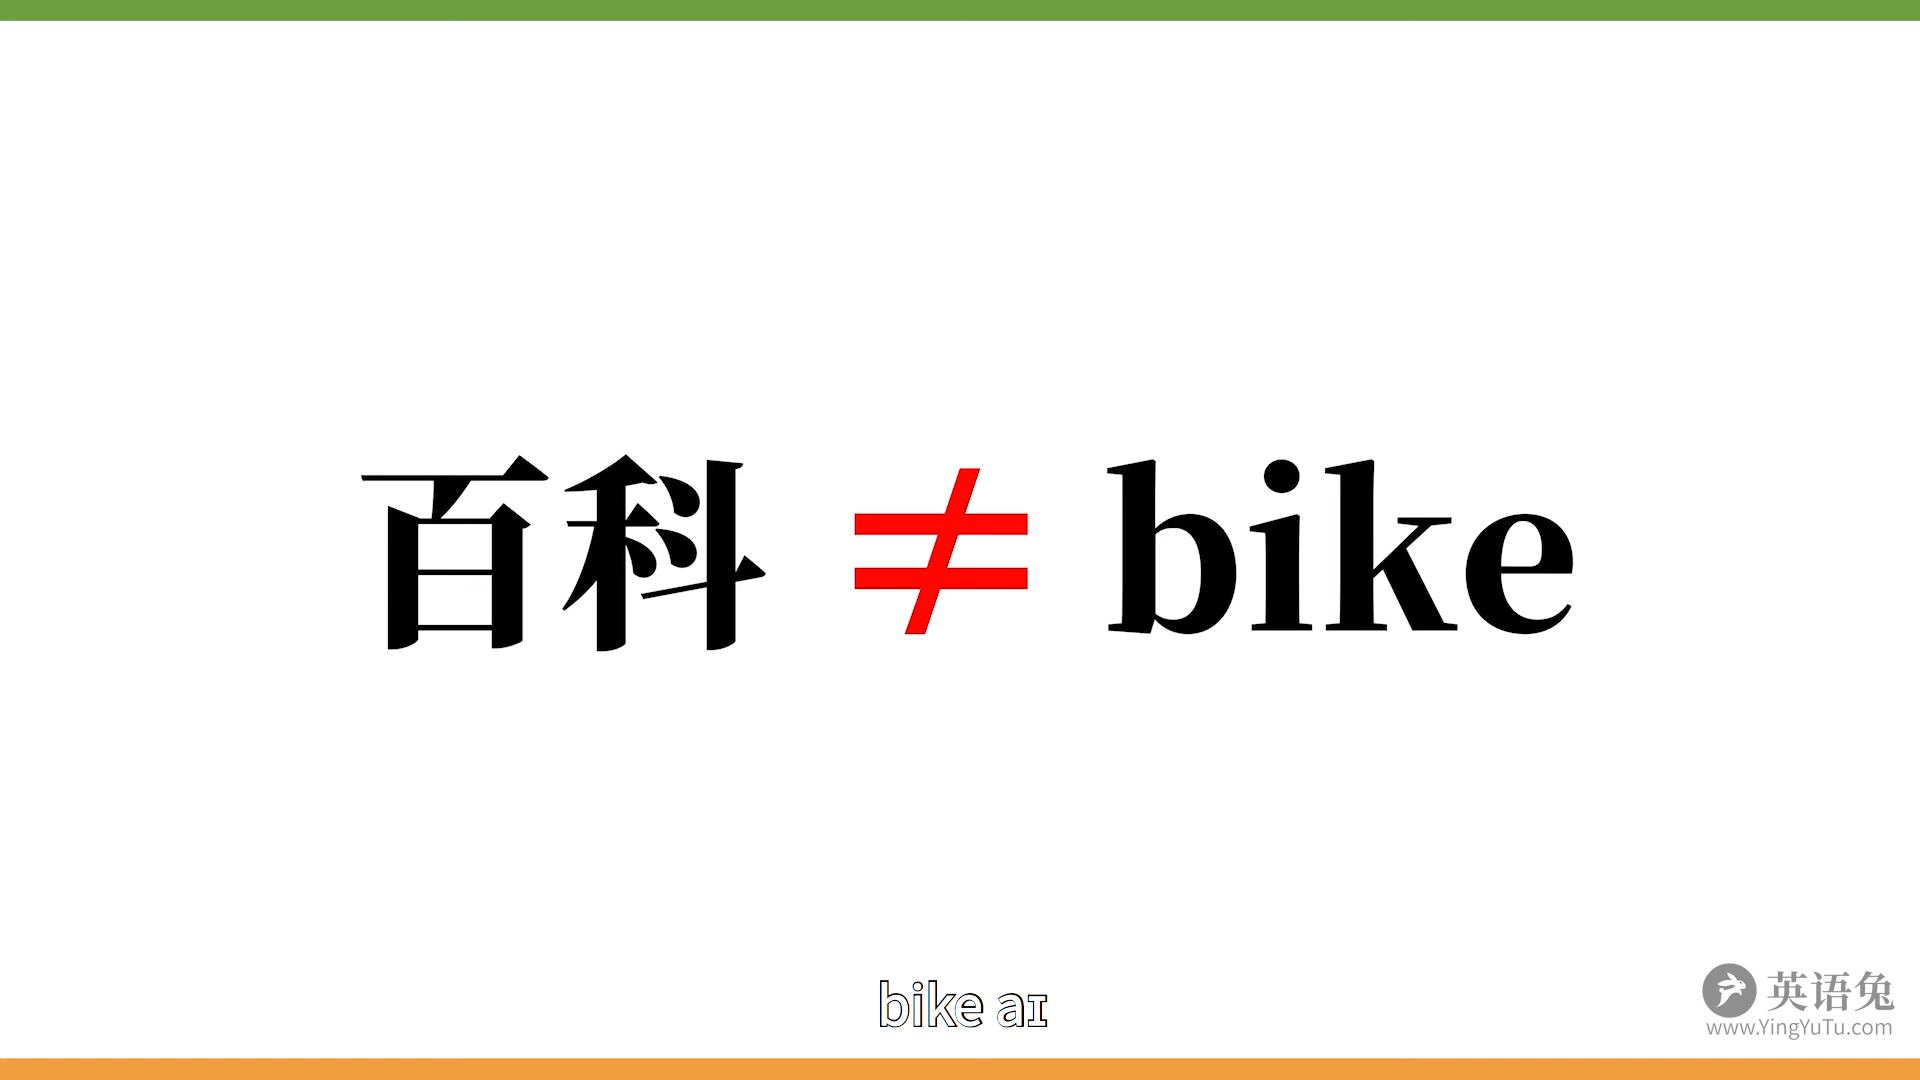 百科 ≠ bike
bike aɪ
英语兔
www.YingYuTu.com